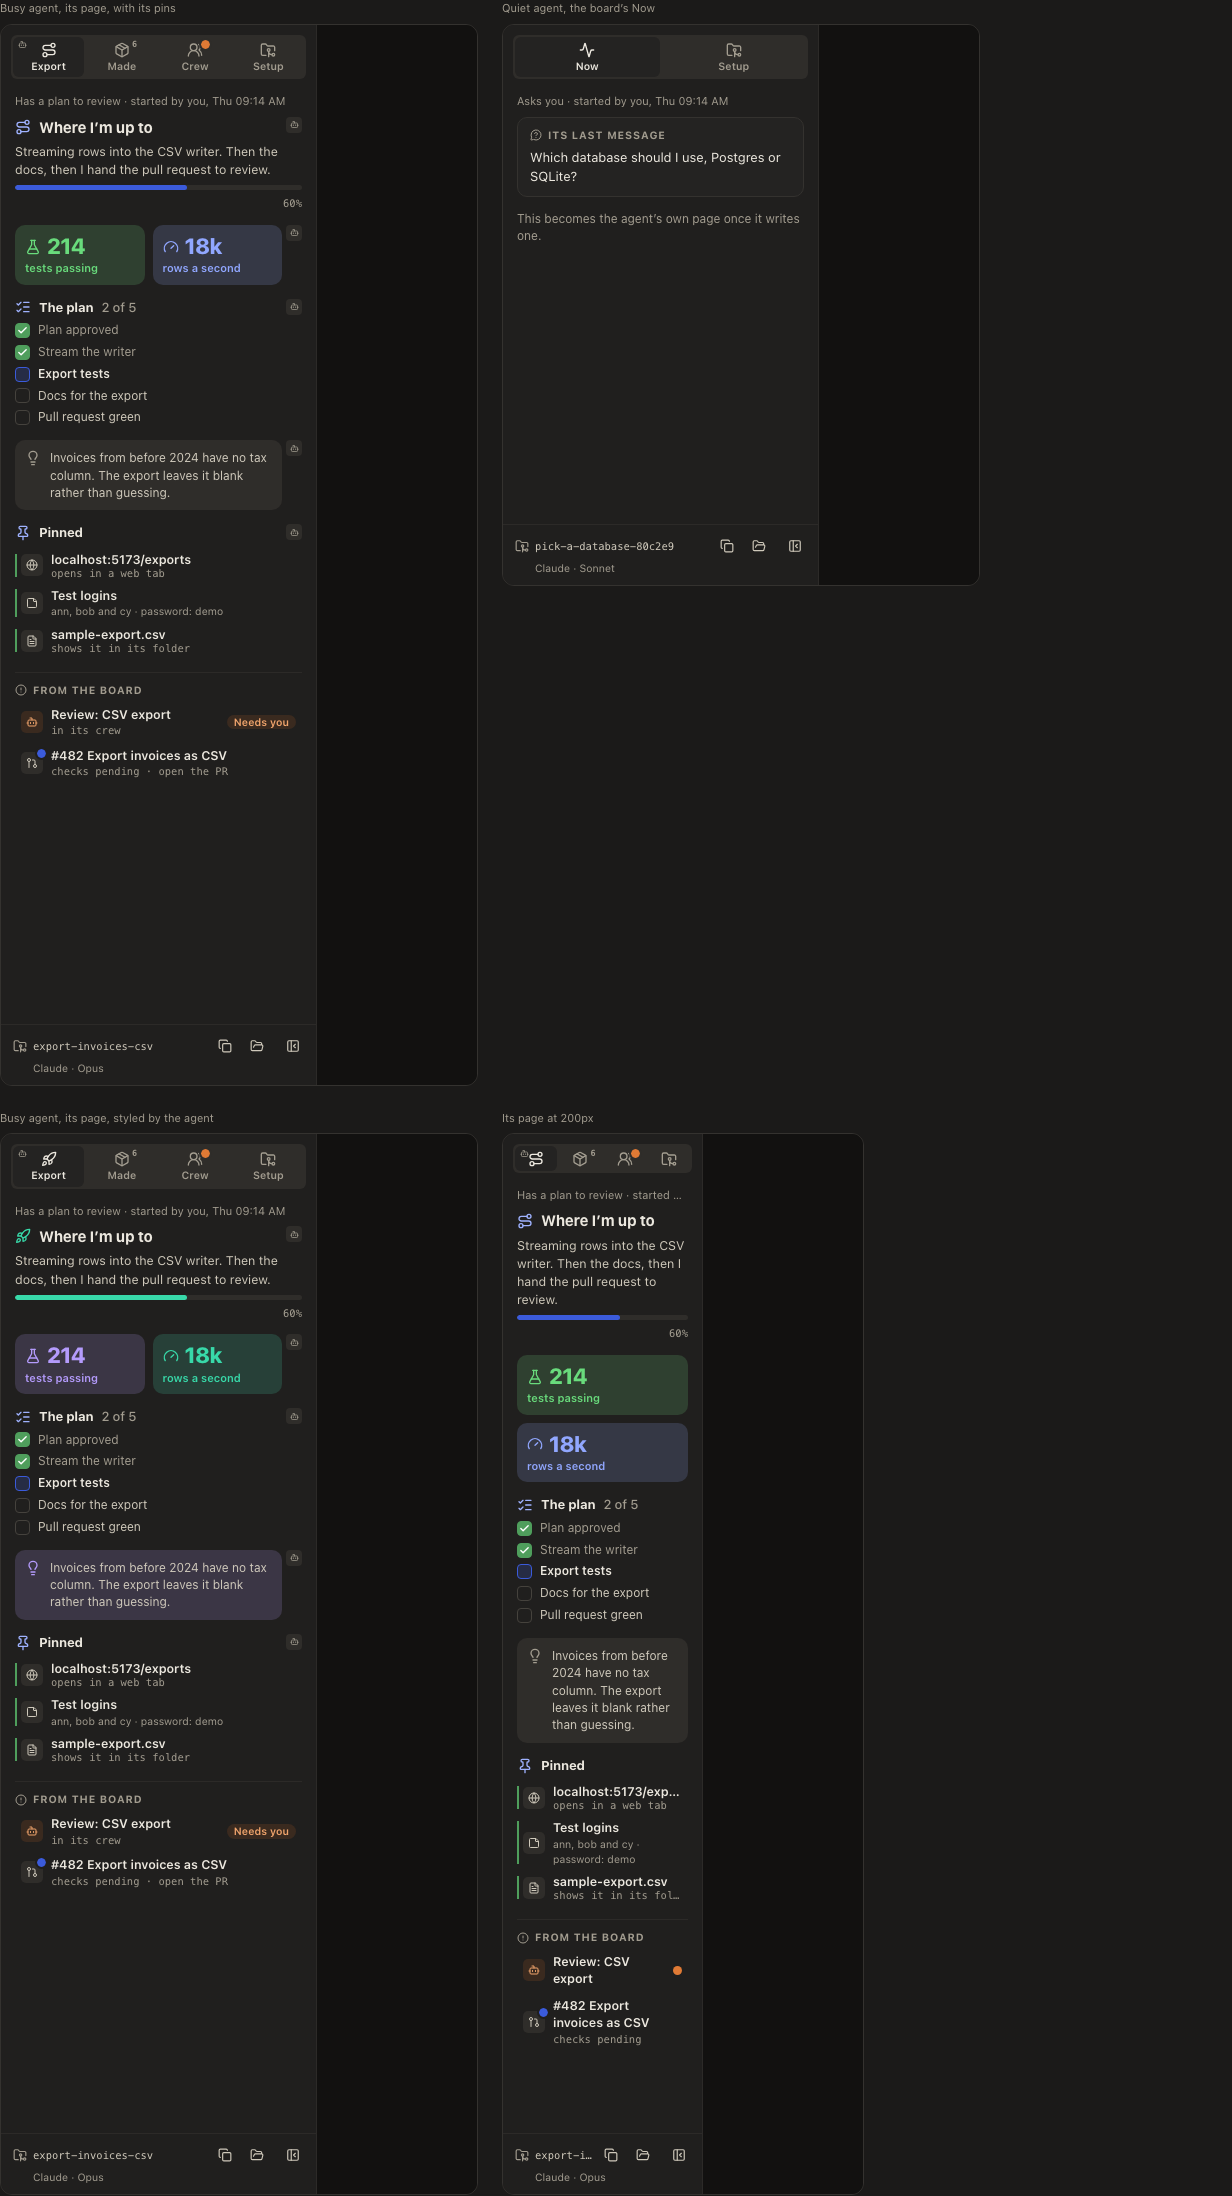 Busy agent, its page, with its pins
Export
Made
6
Crew
Setup
Has a plan to review · started by you, Thu 09:14 AM
Where I’m up to
Streaming rows into the CSV writer. Then the
docs, then I hand the pull request to review.
60%
214
tests passing
18k
rows a second
The plan 2 of 5
Plan approved
Stream the writer
Export tests
Docs for the export
Pull request green
Invoices from before 2024 have no tax
column. The export leaves it blank
rather than guessing.
Pinned
localhost:5173/exports
opens in a web tab
Test logins
ann, bob and cy · password: demo
sample-export.csv
shows it in its folder
FROM THE BOARD
Review: CSV export
in its crew
Needs you
#482 Export invoices as CSV
checks pending · open the PR
export-invoices-csv
Claude · Opus
Quiet agent, the board's Now
Now
Setup
Asks you · started by you, Thu 09:14 AM
ITS LAST MESSAGE
Which database should I use, Postgres or
SQLite?
This becomes the agent’s own page once it writes
one.
pick-a-database-80c2e9
Claude · Sonnet
Busy agent, its page, styled by the agent
Export
Made
6
Crew
Setup
Has a plan to review · started by you, Thu 09:14 AM
Where I’m up to
Streaming rows into the CSV writer. Then the
docs, then I hand the pull request to review.
60%
214
tests passing
18k
rows a second
The plan 2 of 5
Plan approved
Stream the writer
Export tests
Docs for the export
Pull request green
Invoices from before 2024 have no tax
column. The export leaves it blank
rather than guessing.
Pinned
localhost:5173/exports
opens in a web tab
Test logins
ann, bob and cy · password: demo
sample-export.csv
shows it in its folder
FROM THE BOARD
Review: CSV export
in its crew
Needs you
#482 Export invoices as CSV
checks pending · open the PR
export-invoices-csv
Claude · Opus
Its page at 200px
6
Has a plan to review · started ...
Where I’m up to
Streaming rows into the CSV
writer. Then the docs, then I
hand the pull request to
review.
60%
214
tests passing
18k
rows a second
The plan 2 of 5
Plan approved
Stream the writer
Export tests
Docs for the export
Pull request green
Invoices from before
2024 have no tax
column. The export
leaves it blank rather
than guessing.
Pinned
localhost:5173/exp...
opens in a web tab
Test logins
ann, bob and cy ·
password: demo
sample-export.csv
shows it in its fol…
FROM THE BOARD
Review: CSV
export
#482 Export
invoices as CSV
checks pending
export-i…
Claude · Opus